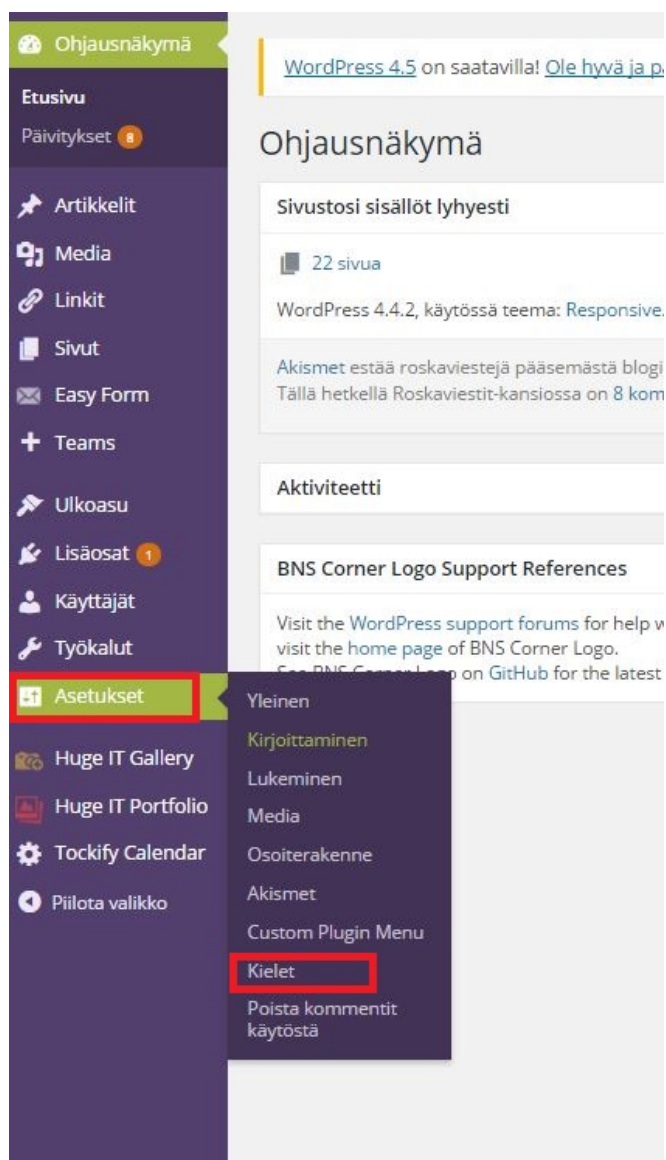 Ohjausnäkymä
Etusivu
Päivitykset 8
Artikkelit
Media
Linkit
Sivut
Easy Form
Teams
Ulkoasu
Lisäosat 1
Käyttäjät
Työkalut
Asetukset
Huge IT Gallery
Huge IT Portfolio
Tockify Calendar
Piilota valikko
Yleinen
Kirjoittaminen
Lukeminen
Media
Osoiterakenne
Akismet
Custom Plugin Menu
Kielet
Poista kommentit
käytöstä
WordPress 4.5 on saatavilla! Ole hyvä ja
Ohjausnäkymä
Sivustosi sisällöt lyhyesti
22 sivua
WordPress 4.4.2, käytössä teema: Responsive.
Akismet estää roskaviestejä pääsemästä
Tällä hetkellä Roskaviestit-kansiossa on 8
Aktiviteetti
BNS Corner Logo Support References
Visit the WordPress support forums for help
visit the home page of BNS Corner Logo.
See BNS Corner Logo on GitHub for the latest